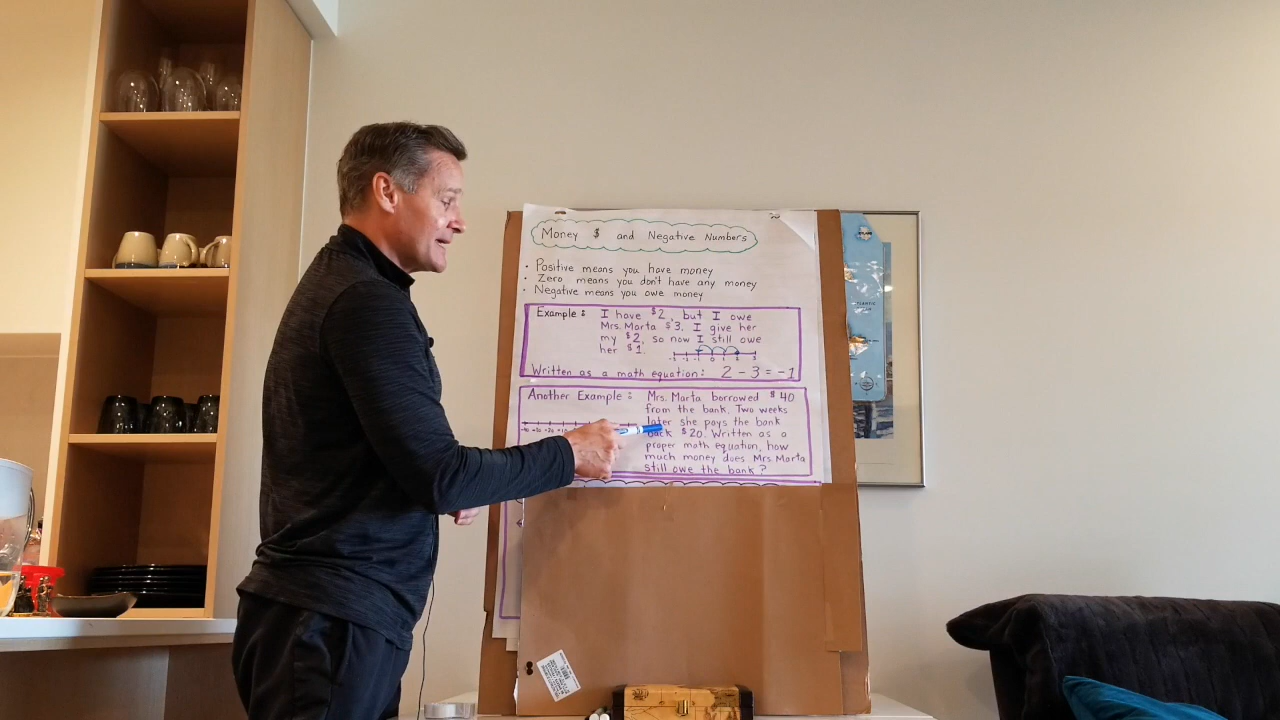 Money $ and Negative Numbers
• Positive means you have money
• Zero means you don't have any money
• Negative means you owe money
Example: I have $2, but I owe
Mrs. Marta $3. I give her
my $2, so now I still owe
her $1.
Written as a math equation: 2 - 3 = -1
Another Example: Mrs. Marta borrowed $40
from the bank. Two weeks
later she pays the bank
back $20. Written as a
proper math equation, how
much money does Mrs. Marta
still owe the bank?